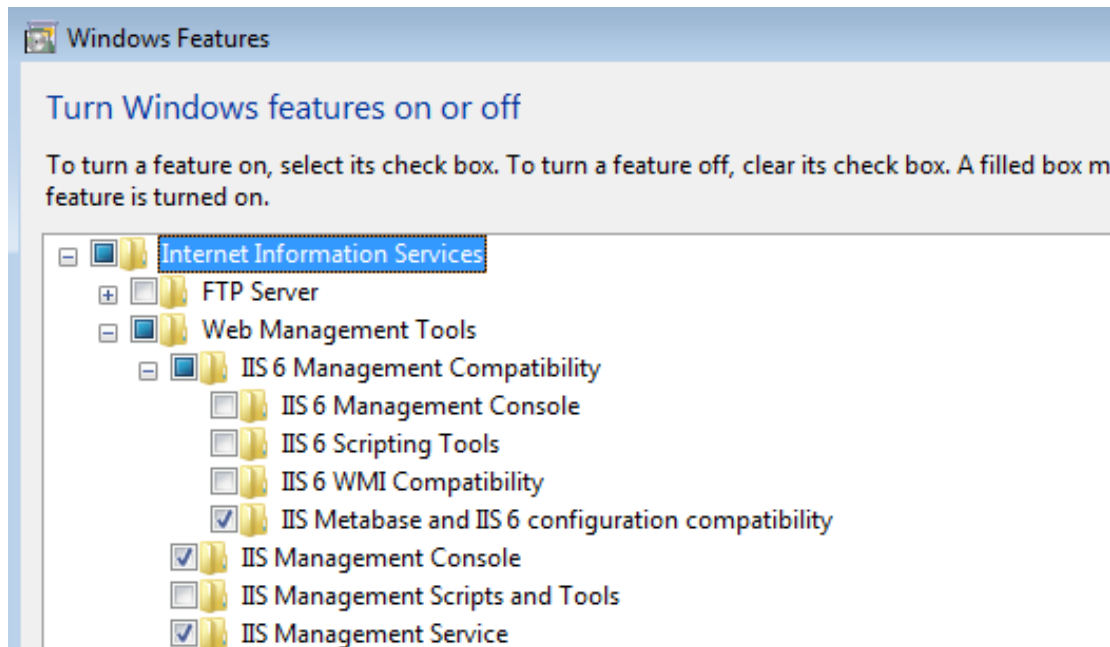 Windows Features
Turn Windows features on or off
To turn a feature on, select its check box. To turn a feature off, clear its check box. A filled box m
feature is turned on.
Internet Information Services
FTP Server
Web Management Tools
IIS 6 Management Compatibility
IIS 6 Management Console
IIS 6 Scripting Tools
IIS 6 WMI Compatibility
IIS Metabase and IIS 6 configuration compatibility
IIS Management Console
IIS Management Scripts and Tools
IIS Management Service